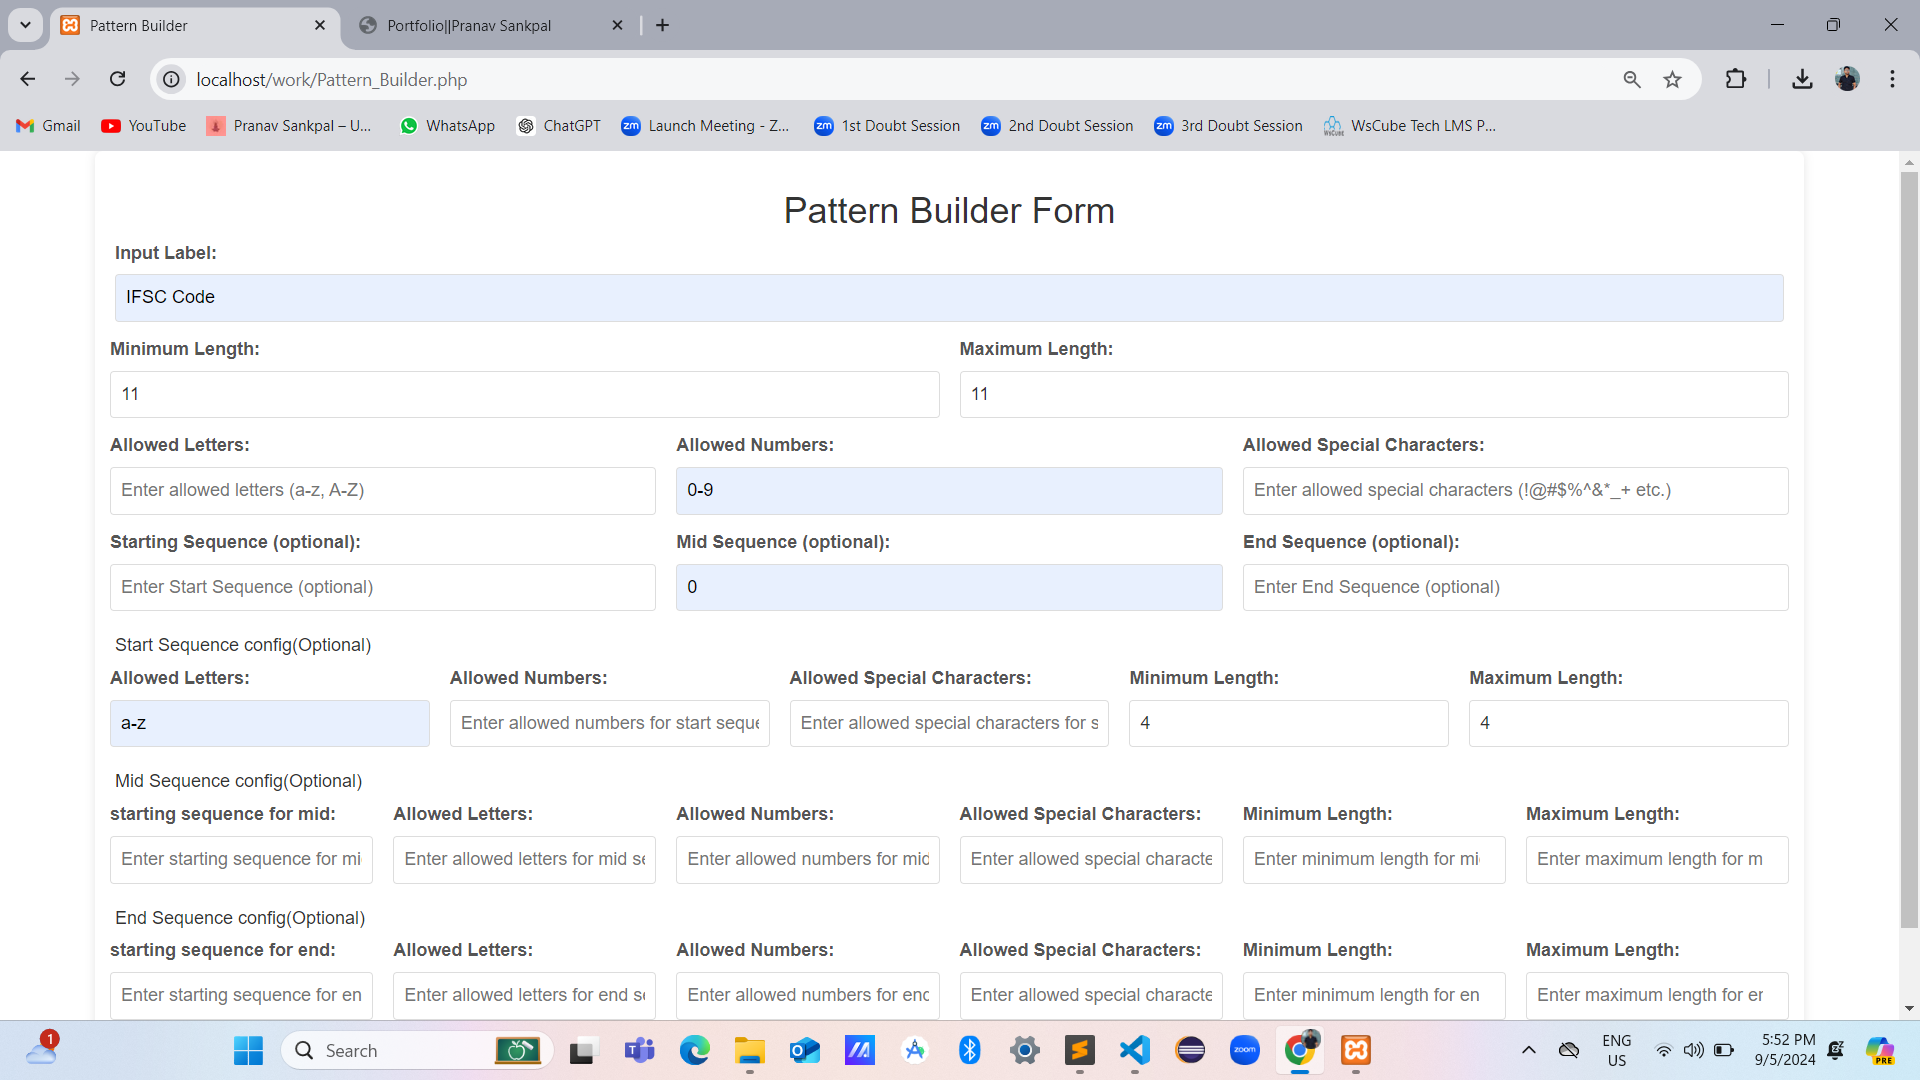 Pattern Builder
Portfolio||Pranav Sankpal
localhost/work/Pattern_Builder.php
Gmail YouTube Pranav Sankpal – U... WhatsApp ChatGPT zm Launch Meeting - Z... zm 1st Doubt Session zm 2nd Doubt Session zm 3rd Doubt Session WsCube Tech LMS P...
Pattern Builder Form
Input Label:
IFSC Code
Minimum Length: Maximum Length:
11 11
Allowed Letters: Allowed Numbers: Allowed Special Characters:
Enter allowed letters (a-z, A-Z) 0-9 Enter allowed special characters (!@#$%^&*_+ etc.)
Starting Sequence (optional): Mid Sequence (optional): End Sequence (optional):
Enter Start Sequence (optional) 0 Enter End Sequence (optional)
Start Sequence config(Optional)
Allowed Letters: Allowed Numbers: Allowed Special Characters: Minimum Length: Maximum Length:
a-z Enter allowed numbers for start seque Enter allowed special characters for s 4 4
Mid Sequence config(Optional)
starting sequence for mid: Allowed Letters: Allowed Numbers: Allowed Special Characters: Minimum Length: Maximum Length:
Enter starting sequence for mi Enter allowed letters for mid se Enter allowed numbers for mid Enter allowed special characte Enter minimum length for mi Enter maximum length for m
End Sequence config(Optional)
starting sequence for end: Allowed Letters: Allowed Numbers: Allowed Special Characters: Minimum Length: Maximum Length:
Enter starting sequence for en Enter allowed letters for end se Enter allowed numbers for end Enter allowed special characte Enter minimum length for en Enter maximum length for er
1 Search zoom ENG US 5:52 PM 9/5/2024 PRE